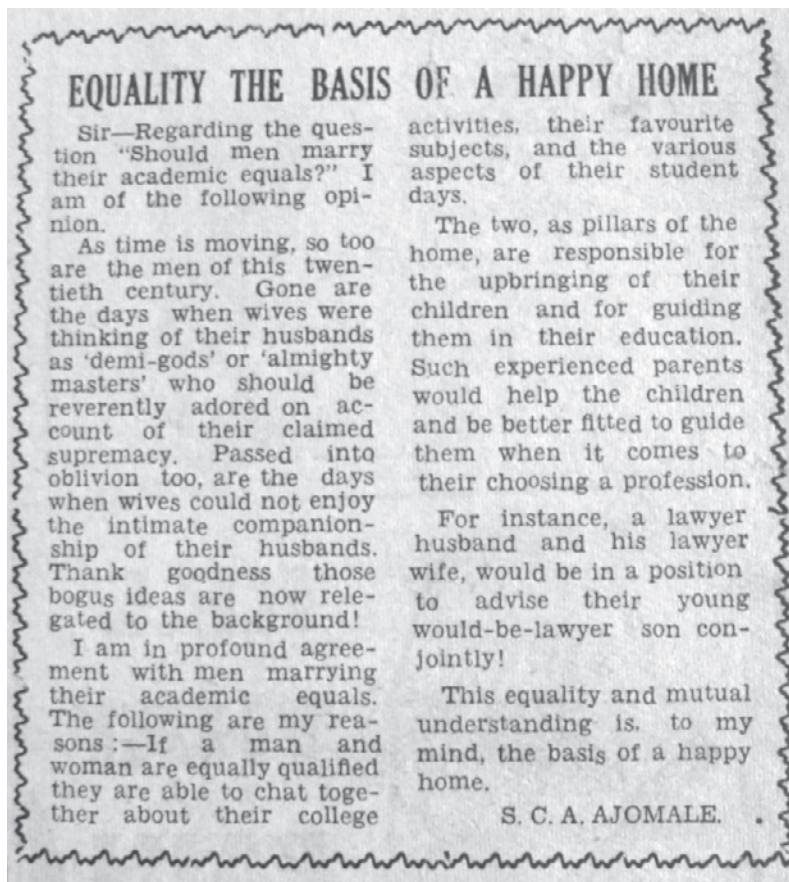 EQUALITY THE BASIS OF A HAPPY HOME
Sir—Regarding the ques-
tion "Should men marry
their academic equals?" I
am of the following opi-
nion.
As time is moving, so too
are the men of this twen-
tieth century. Gone are
the days when wives were
thinking of their husbands
as 'demi-gods' or 'almighty
masters' who should be
reverently adored on ac-
count of their claimed
supremacy. Passed into
oblivion too, are the days
when wives could not enjoy
the intimate companion-
ship of their husbands.
Thank goodness those
bogus ideas are now rele-
gated to the background!
I am in profound agree-
ment with men marrying
their academic equals.
The following are my rea-
sons :—If a man and
woman are equally qualified
they are able to chat toge-
ther about their college
activities, their favourite
subjects, and the various
aspects of their student
days.
The two, as pillars of the
home, are responsible for
the upbringing of their
children and for guiding
them in their education.
Such experienced parents
would help the children
and be better fitted to guide
them when it comes to
their choosing a profession.
For instance, a lawyer
husband and his lawyer
wife, would be in a position
to advise their young
would-be-lawyer son con-
jointly!
This equality and mutual
understanding is, to my
mind, the basis of a happy
home.
S. C. A. AJOMALE.